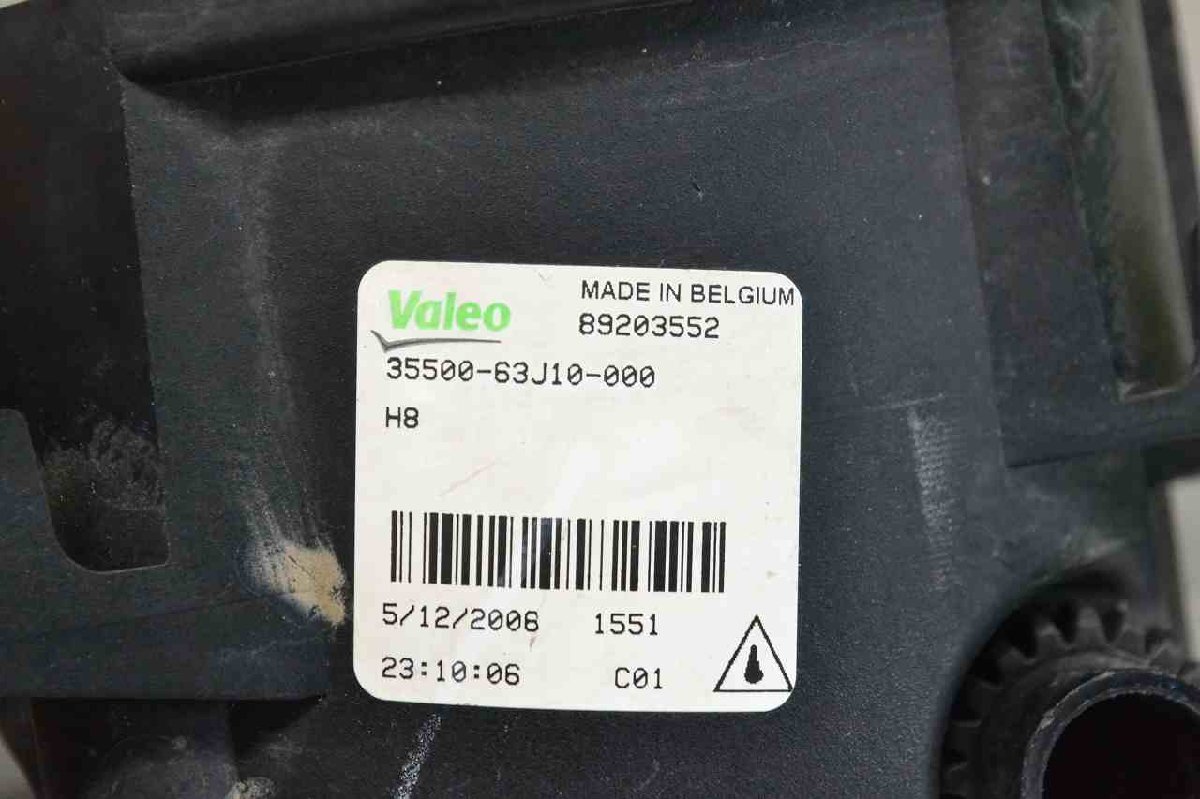 Valeo MADE IN BELGIUM
89203552
35500-63J10-000
H8
5/12/2006 1551
23:10:06 C01